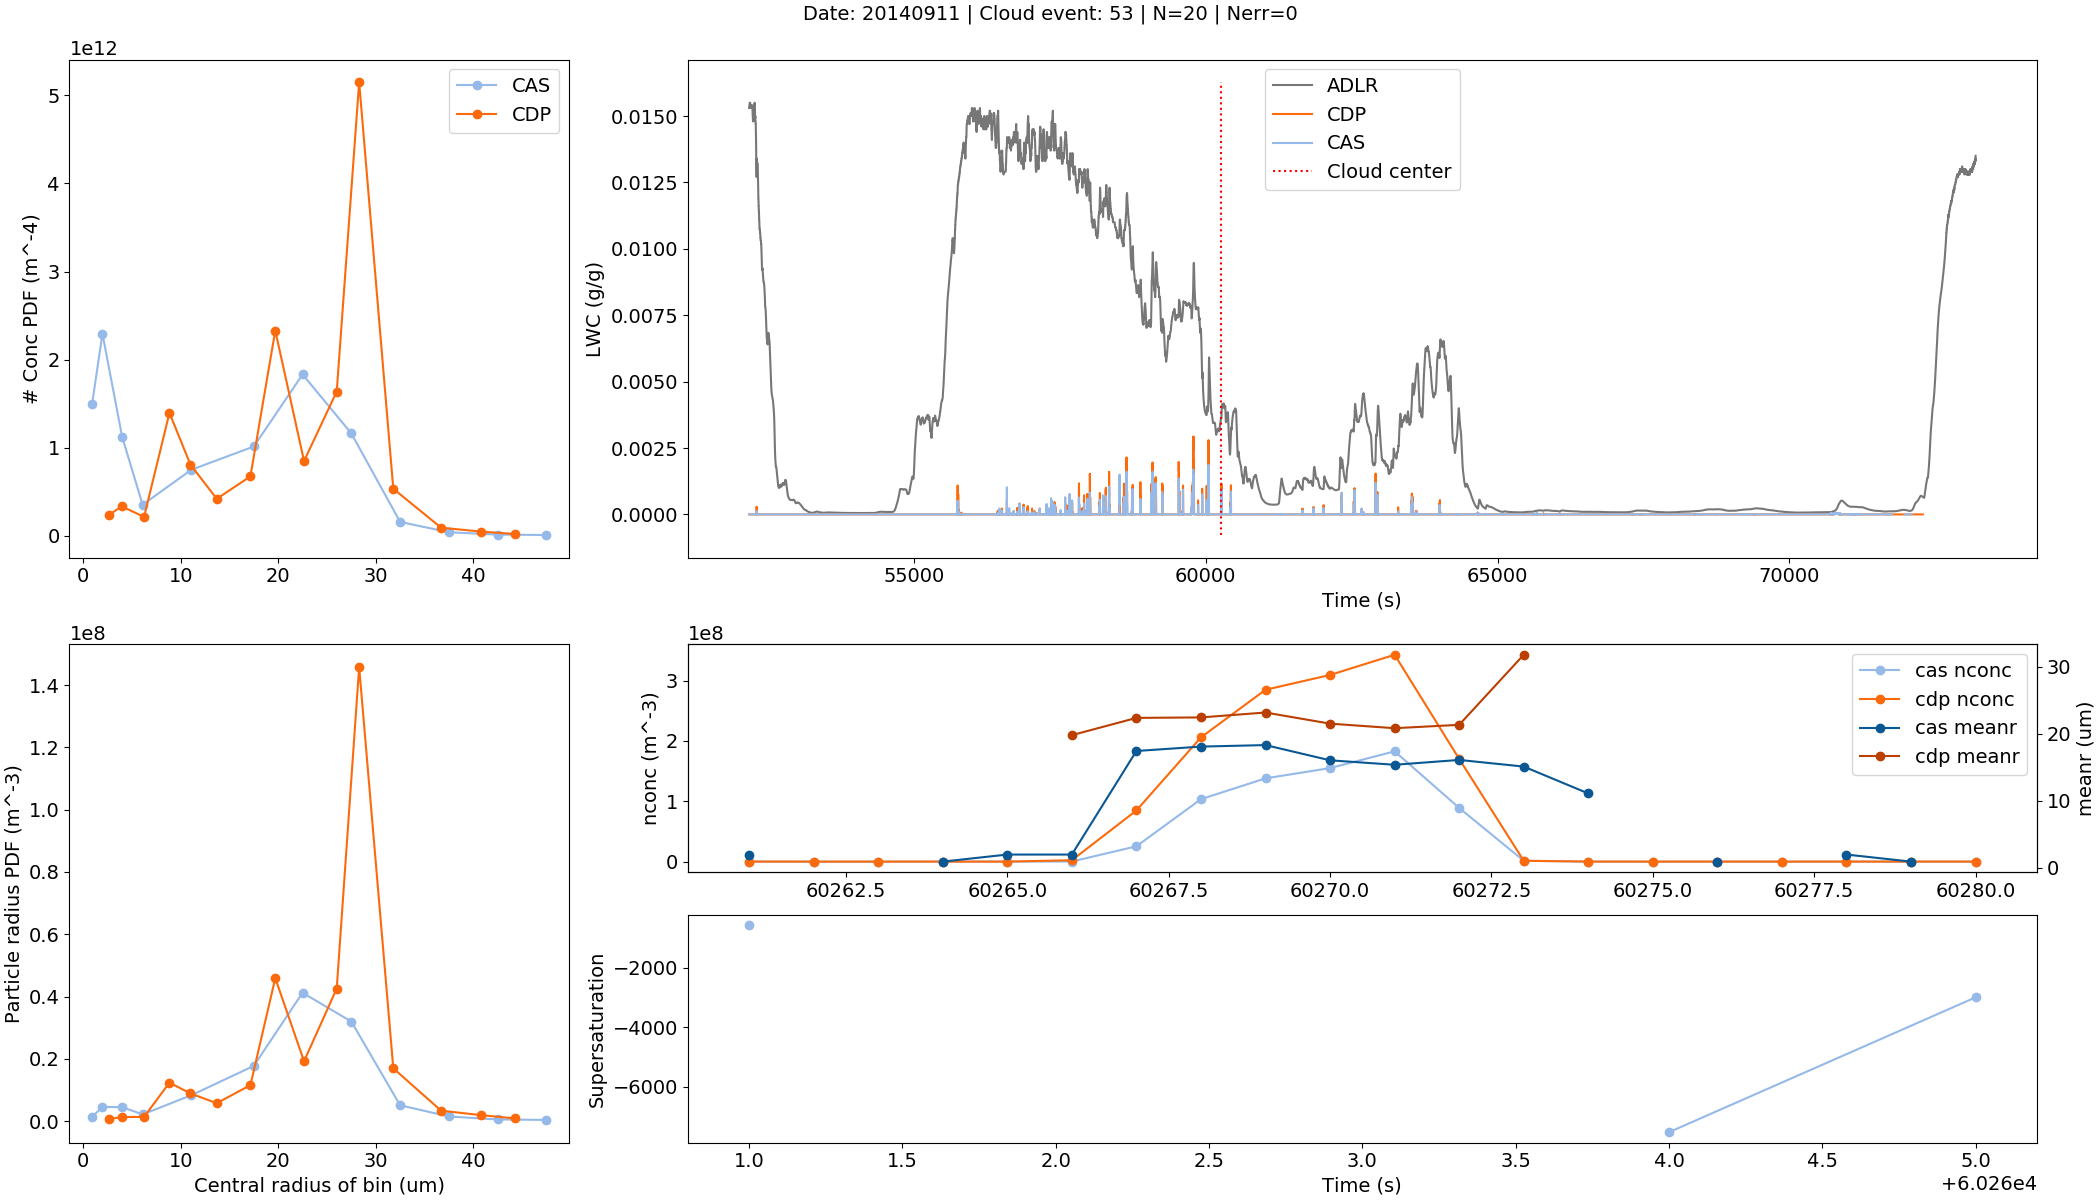 Date: 20140911 | Cloud event: 53 | N=20 | Nerr=0
1e12
# Conc PDF (m^-4)
5
4
3
2
1
0
0 10 20 30 40
CAS
CDP
LWC (g/g)
0.0150
0.0125
0.0100
0.0075
0.0050
0.0025
0.0000
55000 60000 65000 70000
Time (s)
ADLR
CDP
CAS
Cloud center
1e8
Particle radius PDF (m^-3)
1.4
1.2
1.0
0.8
0.6
0.4
0.2
0.0
0 10 20 30 40
Central radius of bin (um)
1e8
nconc (m^-3)
3
2
1
0
60262.5 60265.0 60267.5 60270.0 60272.5 60275.0 60277.5 60280.0
cas nconc
cdp nconc
cas meanr
cdp meanr
30
20
10
0
meanr (um)
Supersaturation
−2000
−4000
−6000
1.0 1.5 2.0 2.5 3.0 3.5 4.0 4.5 5.0
Time (s)
+6.026e4